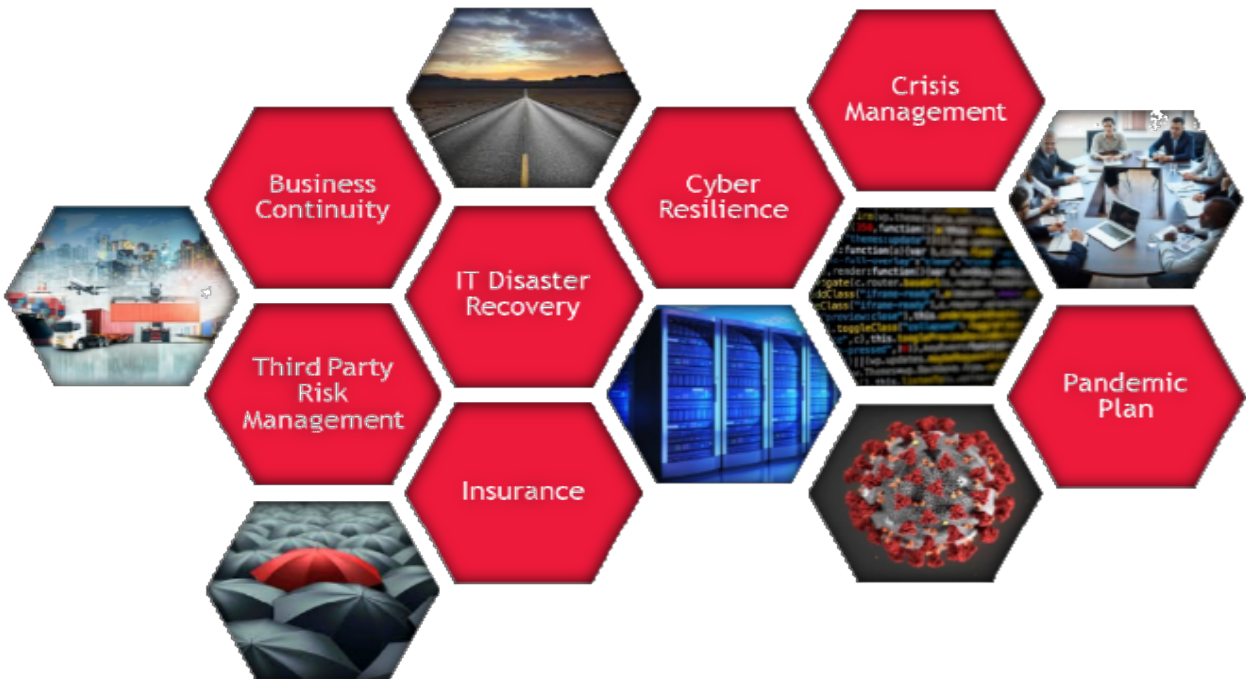 Crisis
Management
Business
Continuity
Cyber
Resilience
IT Disaster
Recovery
Third Party
Risk
Management
Pandemic
Plan
Insurance